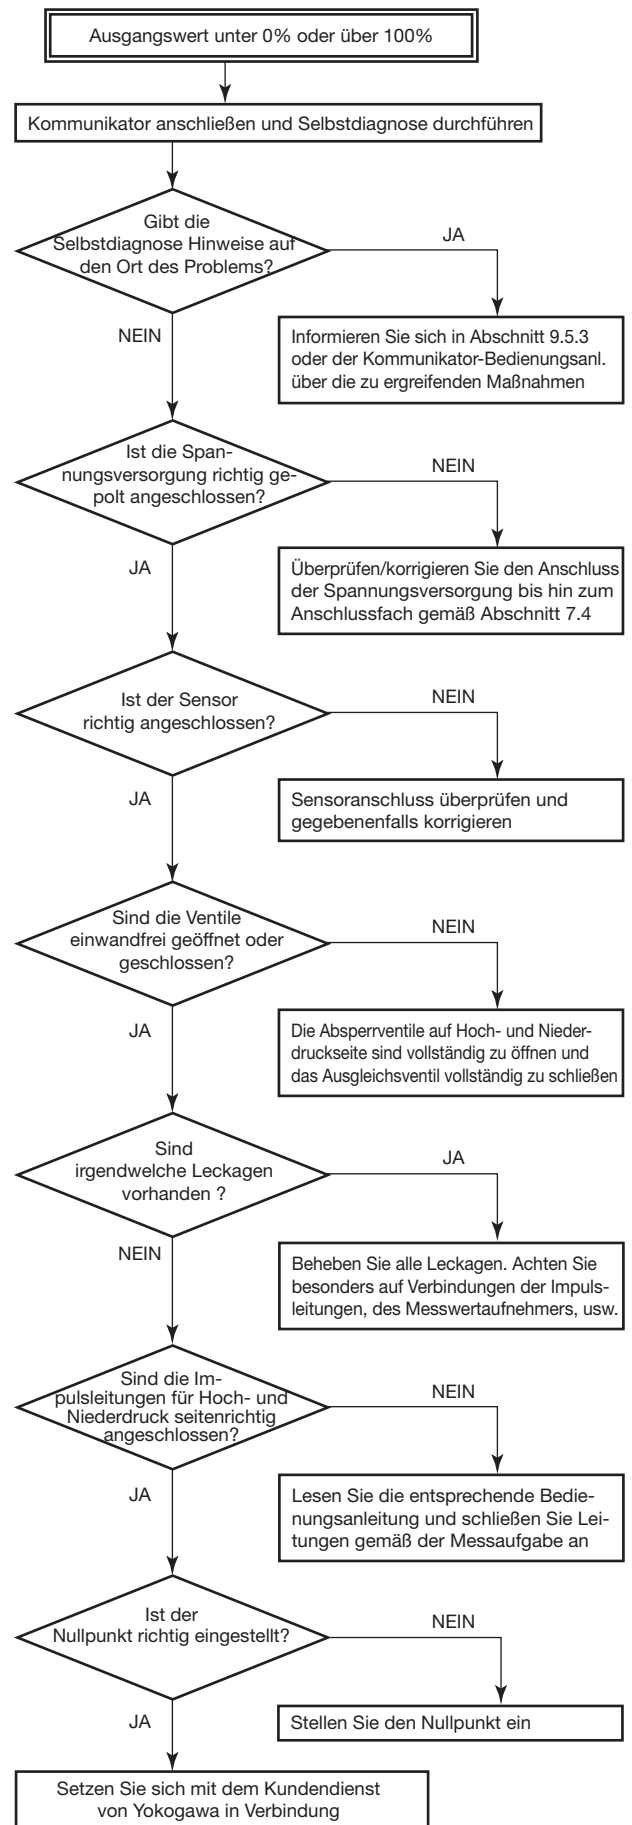 Ausgangswert unter 0% oder über 100%
Kommunikator anschließen und Selbstdiagnose durchführen
Gibt die
Selbstdiagnose Hinweise auf
den Ort des Problems?
JA
NEIN
Informieren Sie sich in Abschnitt 9.5.3
oder der Kommunikator-Bedienungsanl.
über die zu ergreifenden Maßnahmen
Ist die Span-
nungsversorgung richtig ge-
polt angeschlossen?
NEIN
JA
Überprüfen/korrigieren Sie den Anschluss
der Spannungsversorgung bis hin zum
Anschlussfach gemäß Abschnitt 7.4
Ist der Sensor
richtig angeschlossen?
NEIN
JA
Sensoranschluss überprüfen und
gegebenenfalls korrigieren
Sind die Ventile
einwandfrei geöffnet oder
geschlossen?
NEIN
JA
Die Absperrventile auf Hoch- und Nieder-
druckseite sind vollständig zu öffnen und
das Ausgleichsventil vollständig zu schließen
Sind
irgendwelche Leckagen
vorhanden ?
JA
NEIN
Beheben Sie alle Leckagen. Achten Sie
besonders auf Verbindungen der Impuls-
leitungen, des Messwertaufnehmers, usw.
Sind die Im-
pulsleitungen für Hoch- und
Niederdruck seitenrichtig
angeschlossen?
NEIN
JA
Lesen Sie die entsprechende Bedie-
nungsanleitung und schließen Sie Lei-
tungen gemäß der Messaufgabe an
Ist der
Nullpunkt richtig eingestellt?
NEIN
JA
Stellen Sie den Nullpunkt ein
Setzen Sie sich mit dem Kundendienst
von Yokogawa in Verbindung